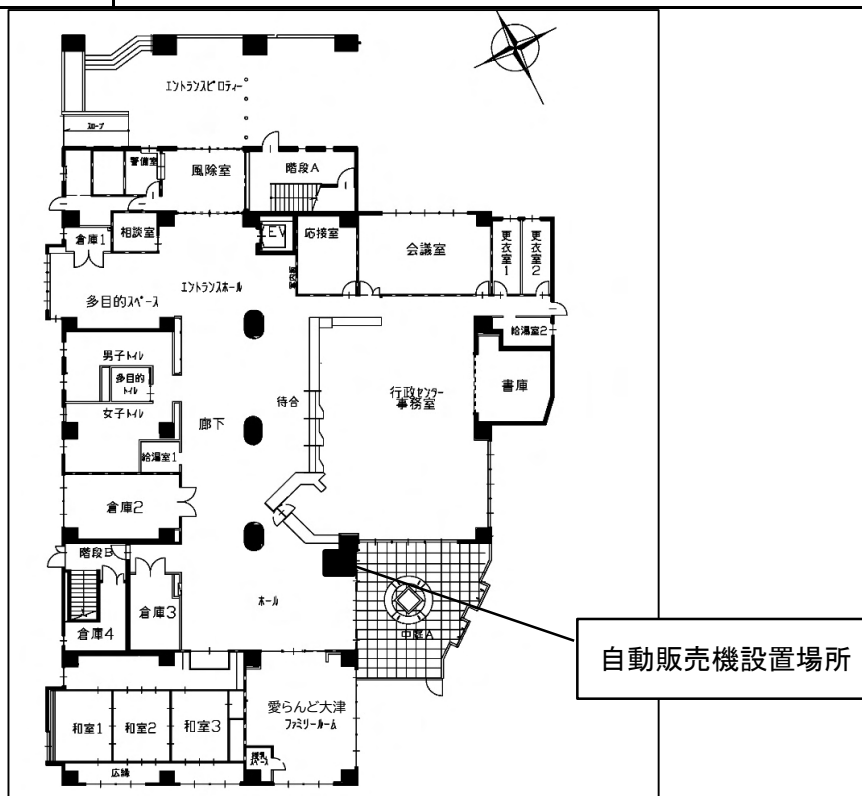 エントランスピロティー
スロープ
警備室
風除室
階段A
倉庫1
相談室
EV
応接室
会議室
更衣室1
更衣室2
エントランスホール
案内板
多目的スペース
給湯室2
男子トイレ
多目的
トイレ
行政センター
事務室
書庫
待合
女子トイレ
廊下
給湯室1
倉庫2
階段B
倉庫3
ホール
倉庫4
中庭A
自動販売機設置場所
愛らんど大津
ファミリールーム
和室1
和室2
和室3
広縁